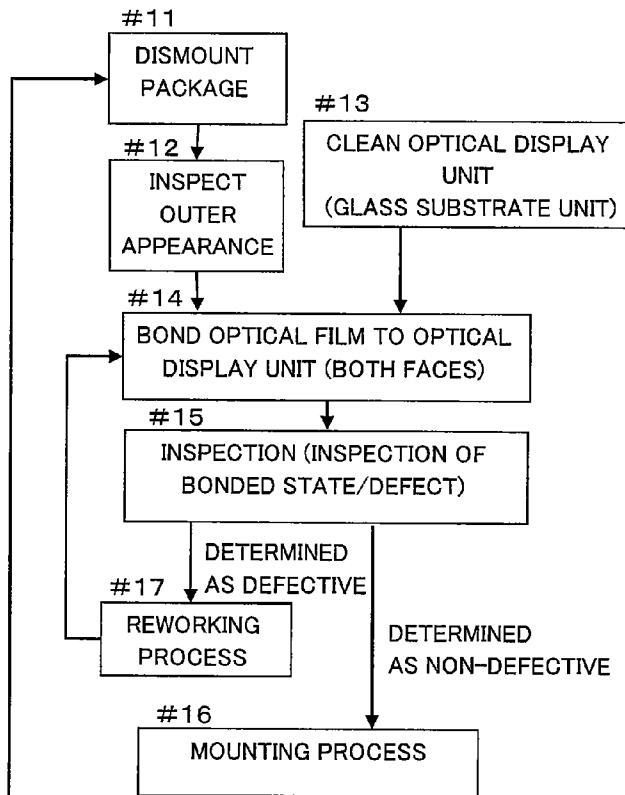 #11
DISMOUNT
PACKAGE
#12
INSPECT
OUTER
APPEARANCE
#13
CLEAN OPTICAL DISPLAY
UNIT
(GLASS SUBSTRATE UNIT)
#14
BOND OPTICAL FILM TO OPTICAL
DISPLAY UNIT (BOTH FACES)
#15
INSPECTION (INSPECTION OF
BONDED STATE/DEFECT)
DETERMINED
AS DEFECTIVE
#17
REWORKING
PROCESS
DETERMINED
AS NON-DEFECTIVE
#16
MOUNTING PROCESS